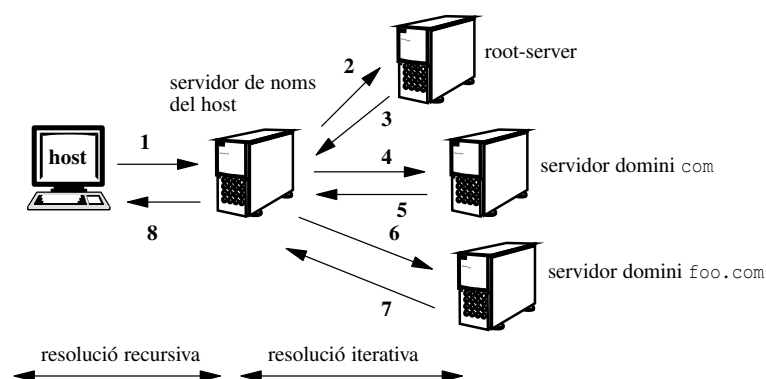 2
root-server
servidor de noms
del host
3
1
host
4
servidor domini com
5
8
6
servidor domini foo.com
7
resolució recursiva
resolució iterativa